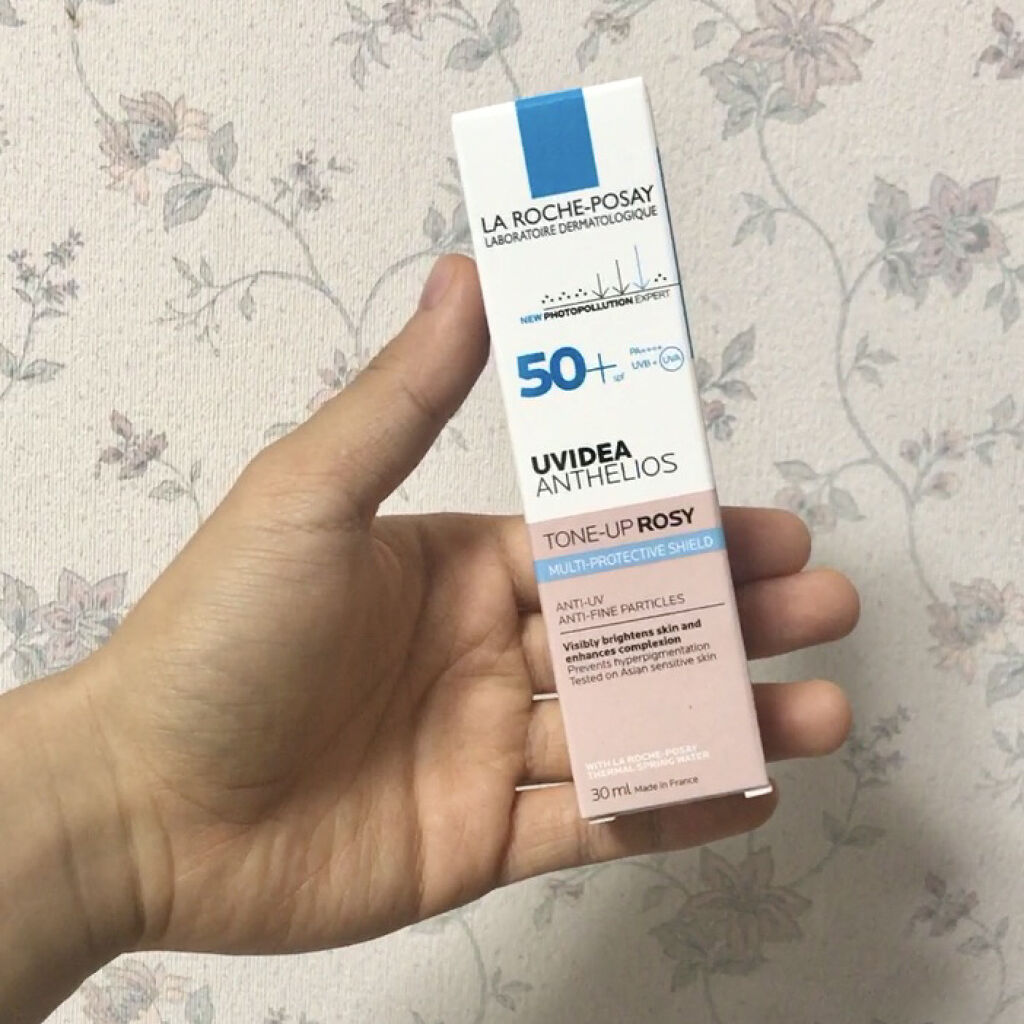 LA ROCHE-POSAY
LABORATOIRE DERMATOLOGIQUE
NEW PHOTOPOLLUTION EXPERT
50+ SPF
PA++++
UVB + UVA
UVIDEA
ANTHELIOS
TONE-UP ROSY
MULTI-PROTECTIVE SHIELD
ANTI-UV
ANTI-FINE PARTICLES
Visibly brightens skin and
enhances complexion
Prevents hyperpigmentation
Tested on Asian sensitive skin
WITH LA ROCHE-POSAY
THERMAL SPRING WATER
30 ml Made in France